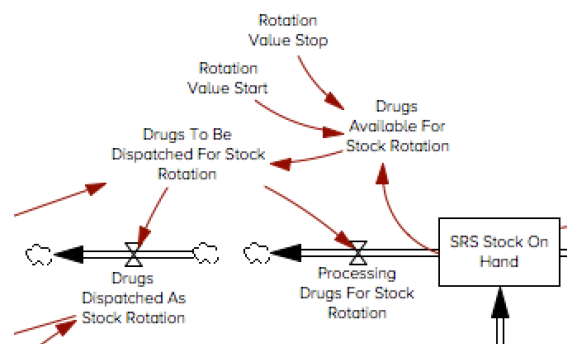 Rotation
Value Stop
Rotation
Value Start
Drugs
Available For
Stock Rotation
Drugs To Be
Dispatched For Stock
Rotation
SRS Stock On
Hand
Drugs
Dispatched As
Stock Rotation
Processing
Drugs For Stock
Rotation